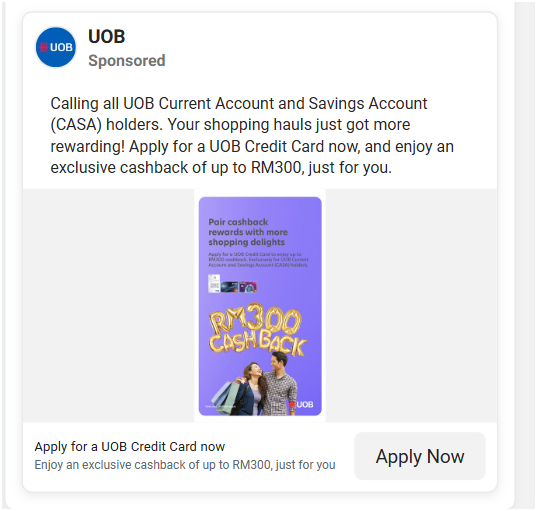 UOB
UOB
Sponsored
Calling all UOB Current Account and Savings Account
(CASA) holders. Your shopping hauls just got more
rewarding! Apply for a UOB Credit Card now, and enjoy an
exclusive cashback of up to RM300, just for you.
Pair cashback
rewards with more
shopping delights
Apply for a UOB Credit Card to enjoy up to
RM300 cashback. Exclusively for UOB Current
Account and Savings Account (CASA) holders.
RM300
CASHBACK
UOB
Apply for a UOB Credit Card now
Enjoy an exclusive cashback of up to RM300, just for you
Apply Now